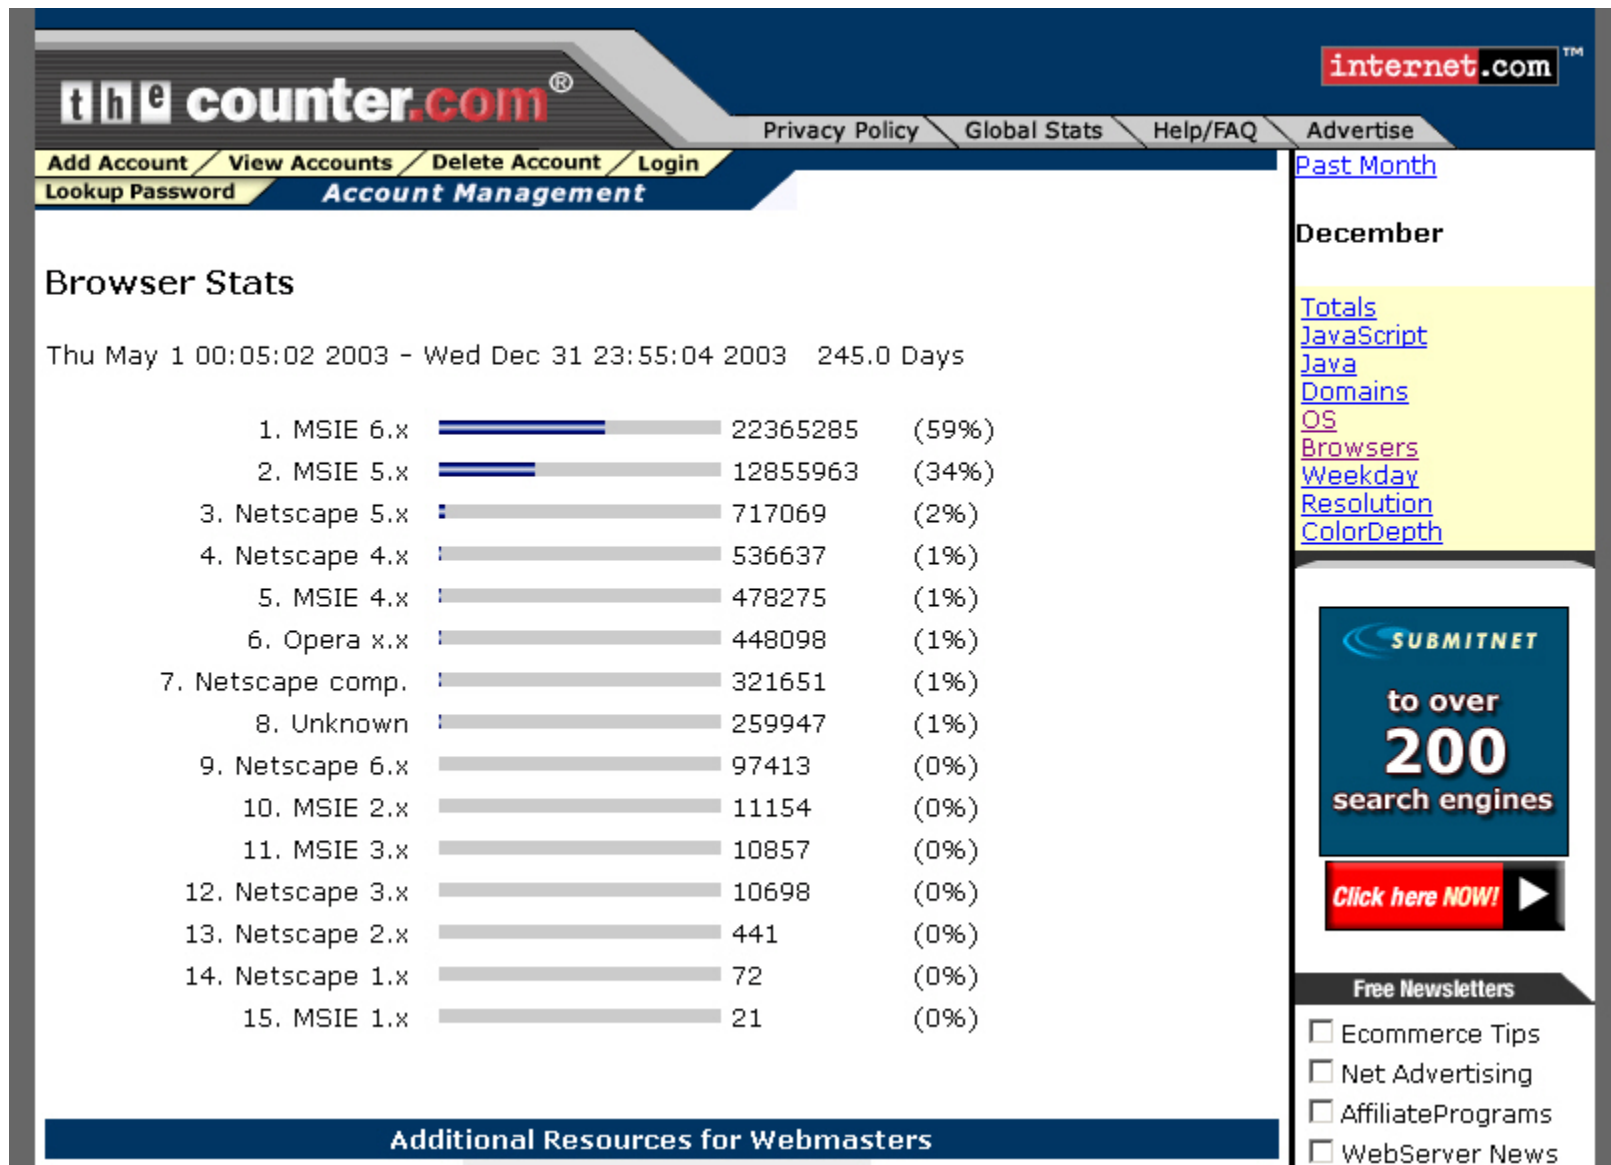 the counter.com®
internet.com™
Privacy Policy Global Stats Help/FAQ Advertise
Add Account View Accounts Delete Account Login
Lookup Password Account Management
Browser Stats
Thu May 1 00:05:02 2003 - Wed Dec 31 23:55:04 2003 245.0 Days
1. MSIE 6.x 22365285 (59%)
2. MSIE 5.x 12855963 (34%)
3. Netscape 5.x 717069 (2%)
4. Netscape 4.x 536637 (1%)
5. MSIE 4.x 478275 (1%)
6. Opera x.x 448098 (1%)
7. Netscape comp. 321651 (1%)
8. Unknown 259947 (1%)
9. Netscape 6.x 97413 (0%)
10. MSIE 2.x 11154 (0%)
11. MSIE 3.x 10857 (0%)
12. Netscape 3.x 10698 (0%)
13. Netscape 2.x 441 (0%)
14. Netscape 1.x 72 (0%)
15. MSIE 1.x 21 (0%)
Additional Resources for Webmasters
Past Month
December
Totals
JavaScript
Java
Domains
OS
Browsers
Weekday
Resolution
ColorDepth
SUBMITNET
to over
200
search engines
Click here NOW!
Free Newsletters
Ecommerce Tips
Net Advertising
AffiliatePrograms
WebServer News